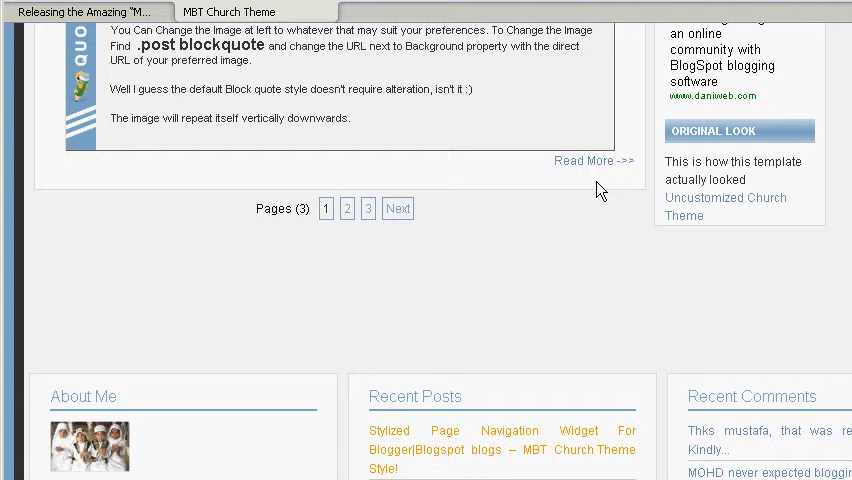 Releasing the Amazing "M...
MBT Church Theme
You Can Change the Image at left to whatever that may suit your preferences. To Change the Image
Find .post blockquote and change the URL next to Background property with the direct
URL of your preferred image.
Well I guess the default Block quote style doesn't require alteration, isn't it :)
The image will repeat itself vertically downwards.
QUO
Read More ->>
Pages (3) 1 2 3 Next
an online
community with
BlogSpot blogging
software
www.daniweb.com
ORIGINAL LOOK
This is how this template
actually looked
Uncustomized Church
Theme
About Me
Recent Posts
Stylized Page Navigation Widget For
Blogger|Blogspot blogs – MBT Church Theme
Style!
Recent Comments
Thks mustafa, that was re
Kindly...
MOHD never expected bloggin